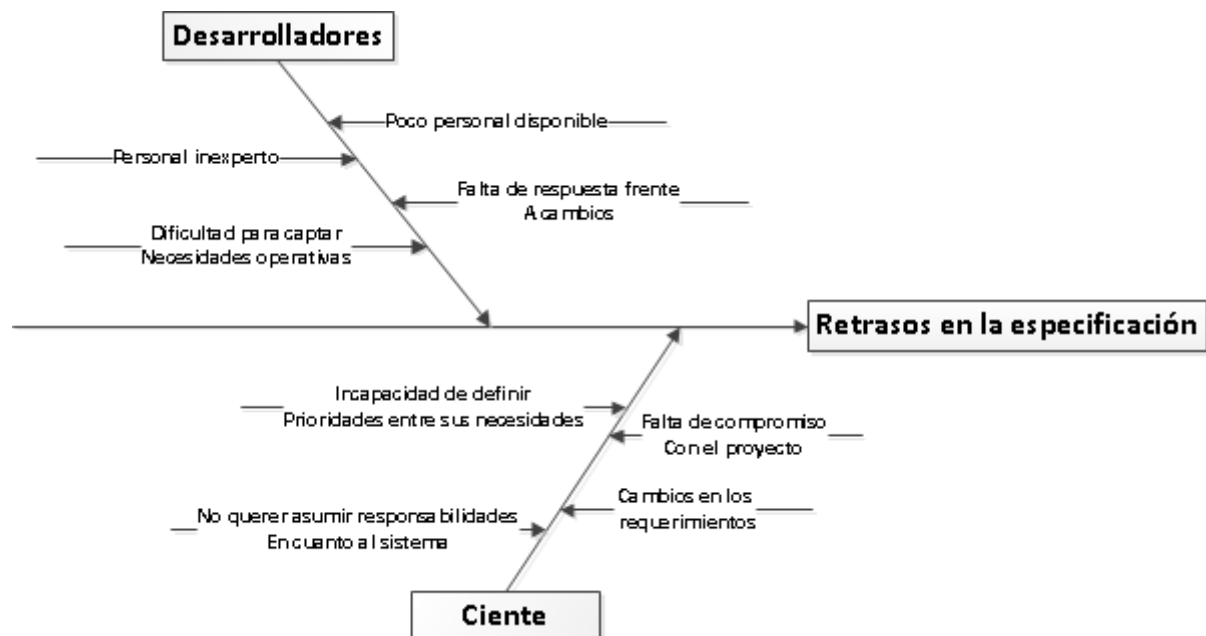 Desarrolladores
Poco personal disponible
Personal inexperto
Falta de respuesta frente
A cambios
Dificultad para captar
Necesidades operativas
Retrasos en la especificación
Incapacidad de definir
Prioridades entre sus necesidades
Falta de compromiso
Con el proyecto
Cambios en los
requerimientos
No querer asumir responsabilidades
En cuanto al sistema
Ciente